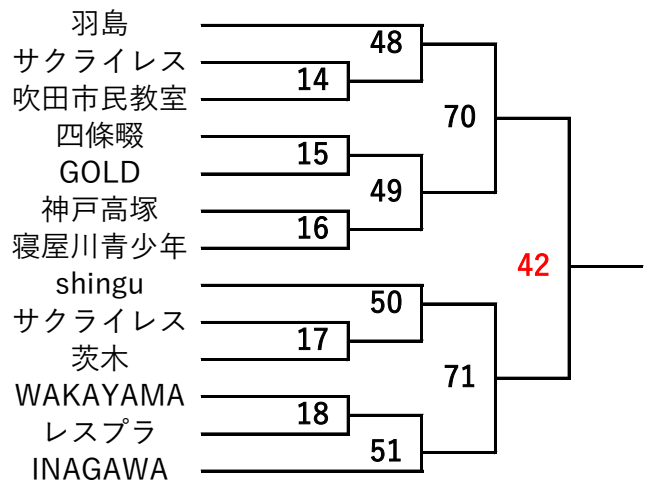 羽島
48
サクライレス
14
吹田市民教室
70
四條畷
15
GOLD
49
神戸高塚
16
寝屋川青少年
42
shingu
50
サクライレス
17
茨木
71
WAKAYAMA
18
レスプラ
51
INAGAWA